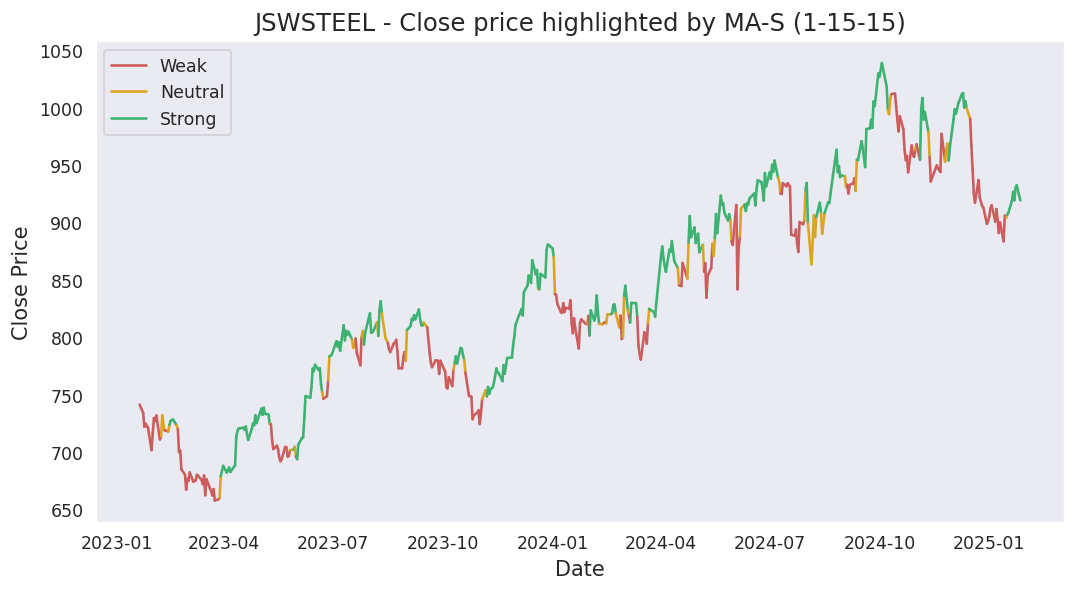 JSWSTEEL - Close price highlighted by MA-S (1-15-15)
Weak
Neutral
Strong
Close Price
1050
1000
950
900
850
800
750
700
650
2023-01 2023-04 2023-07 2023-10 2024-01 2024-04 2024-07 2024-10 2025-01
Date